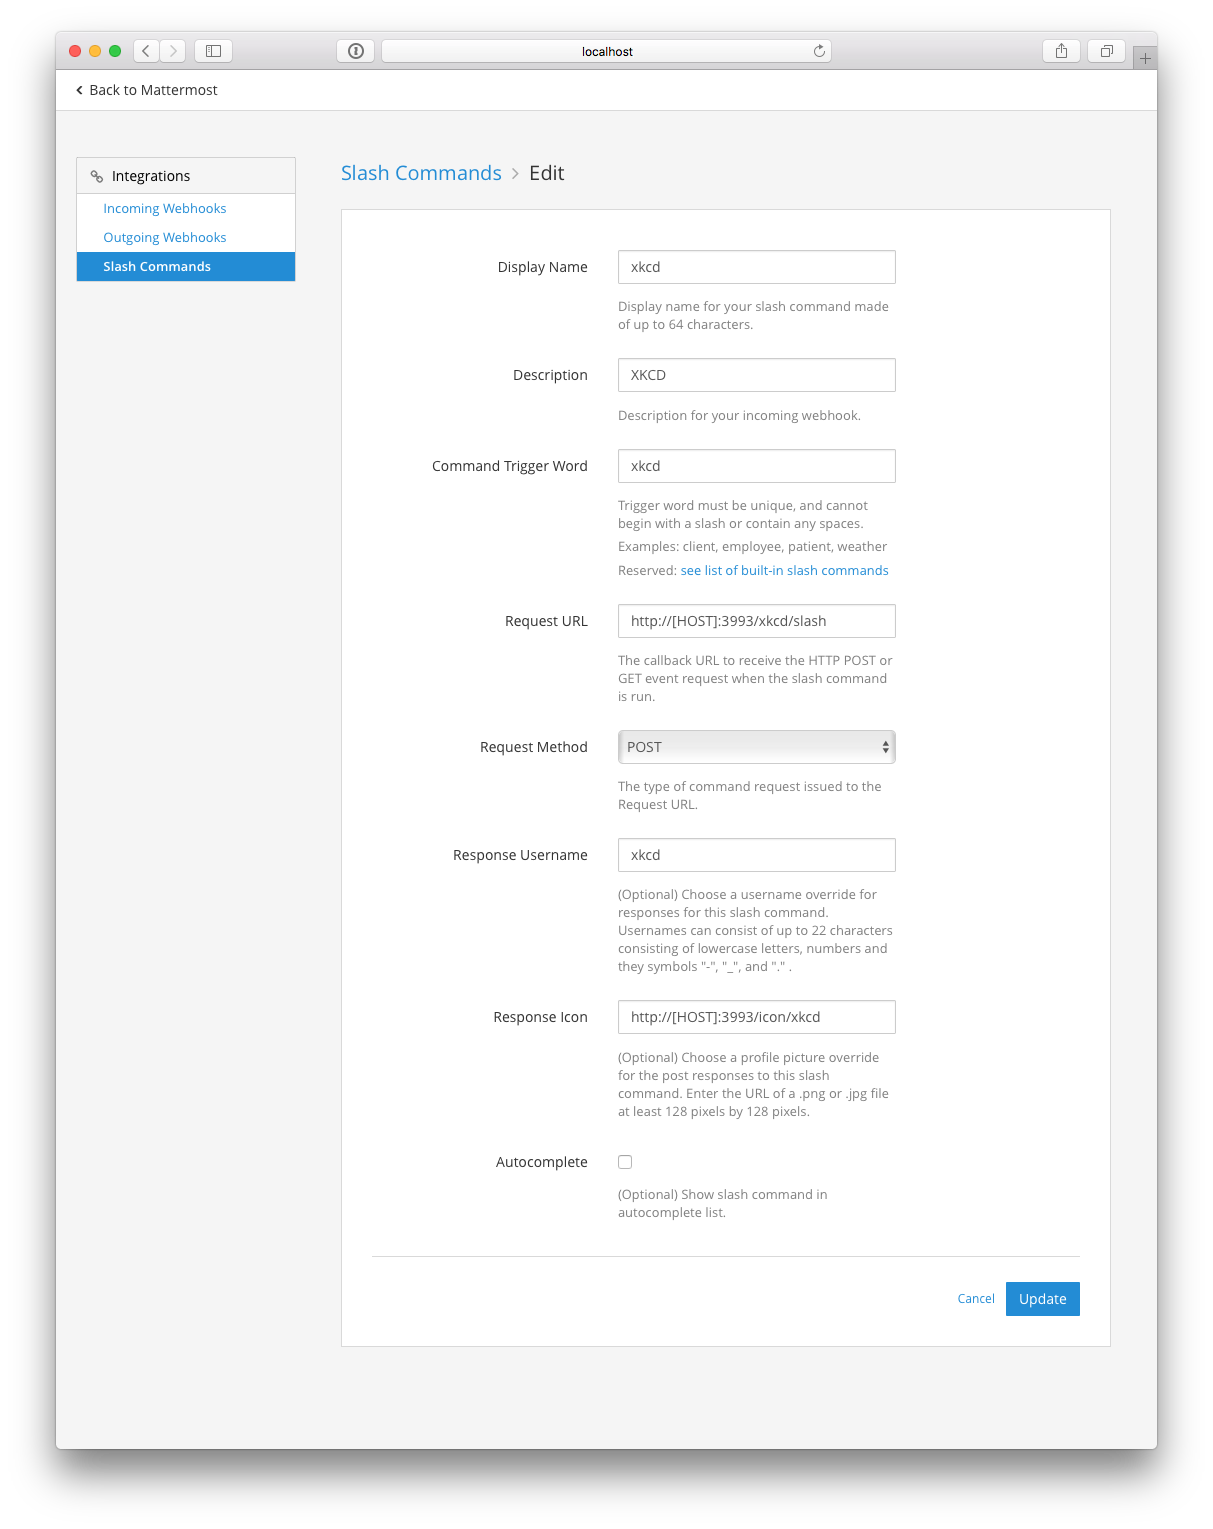 localhost
Back to Mattermost
Integrations
Incoming Webhooks
Outgoing Webhooks
Slash Commands
Slash Commands > Edit
Display Name
xkcd
Display name for your slash command made
of up to 64 characters.
Description
XKCD
Description for your incoming webhook.
Command Trigger Word
xkcd
Trigger word must be unique, and cannot
begin with a slash or contain any spaces.
Examples: client, employee, patient, weather
Reserved: see list of built-in slash commands
Request URL
http://[HOST]:3993/xkcd/slash
The callback URL to receive the HTTP POST or
GET event request when the slash command
is run.
Request Method
POST
The type of command request issued to the
Request URL.
Response Username
xkcd
(Optional) Choose a username override for
responses for this slash command.
Usernames can consist of up to 22 characters
consisting of lowercase letters, numbers and
they symbols "-", "_", and "." .
Response Icon
http://[HOST]:3993/icon/xkcd
(Optional) Choose a profile picture override
for the post responses to this slash
command. Enter the URL of a .png or .jpg file
at least 128 pixels by 128 pixels.
Autocomplete
(Optional) Show slash command in
autocomplete list.
Cancel
Update